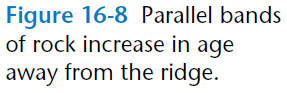 Figure 16-8 Parallel bands
of rock increase in age
away from the ridge.